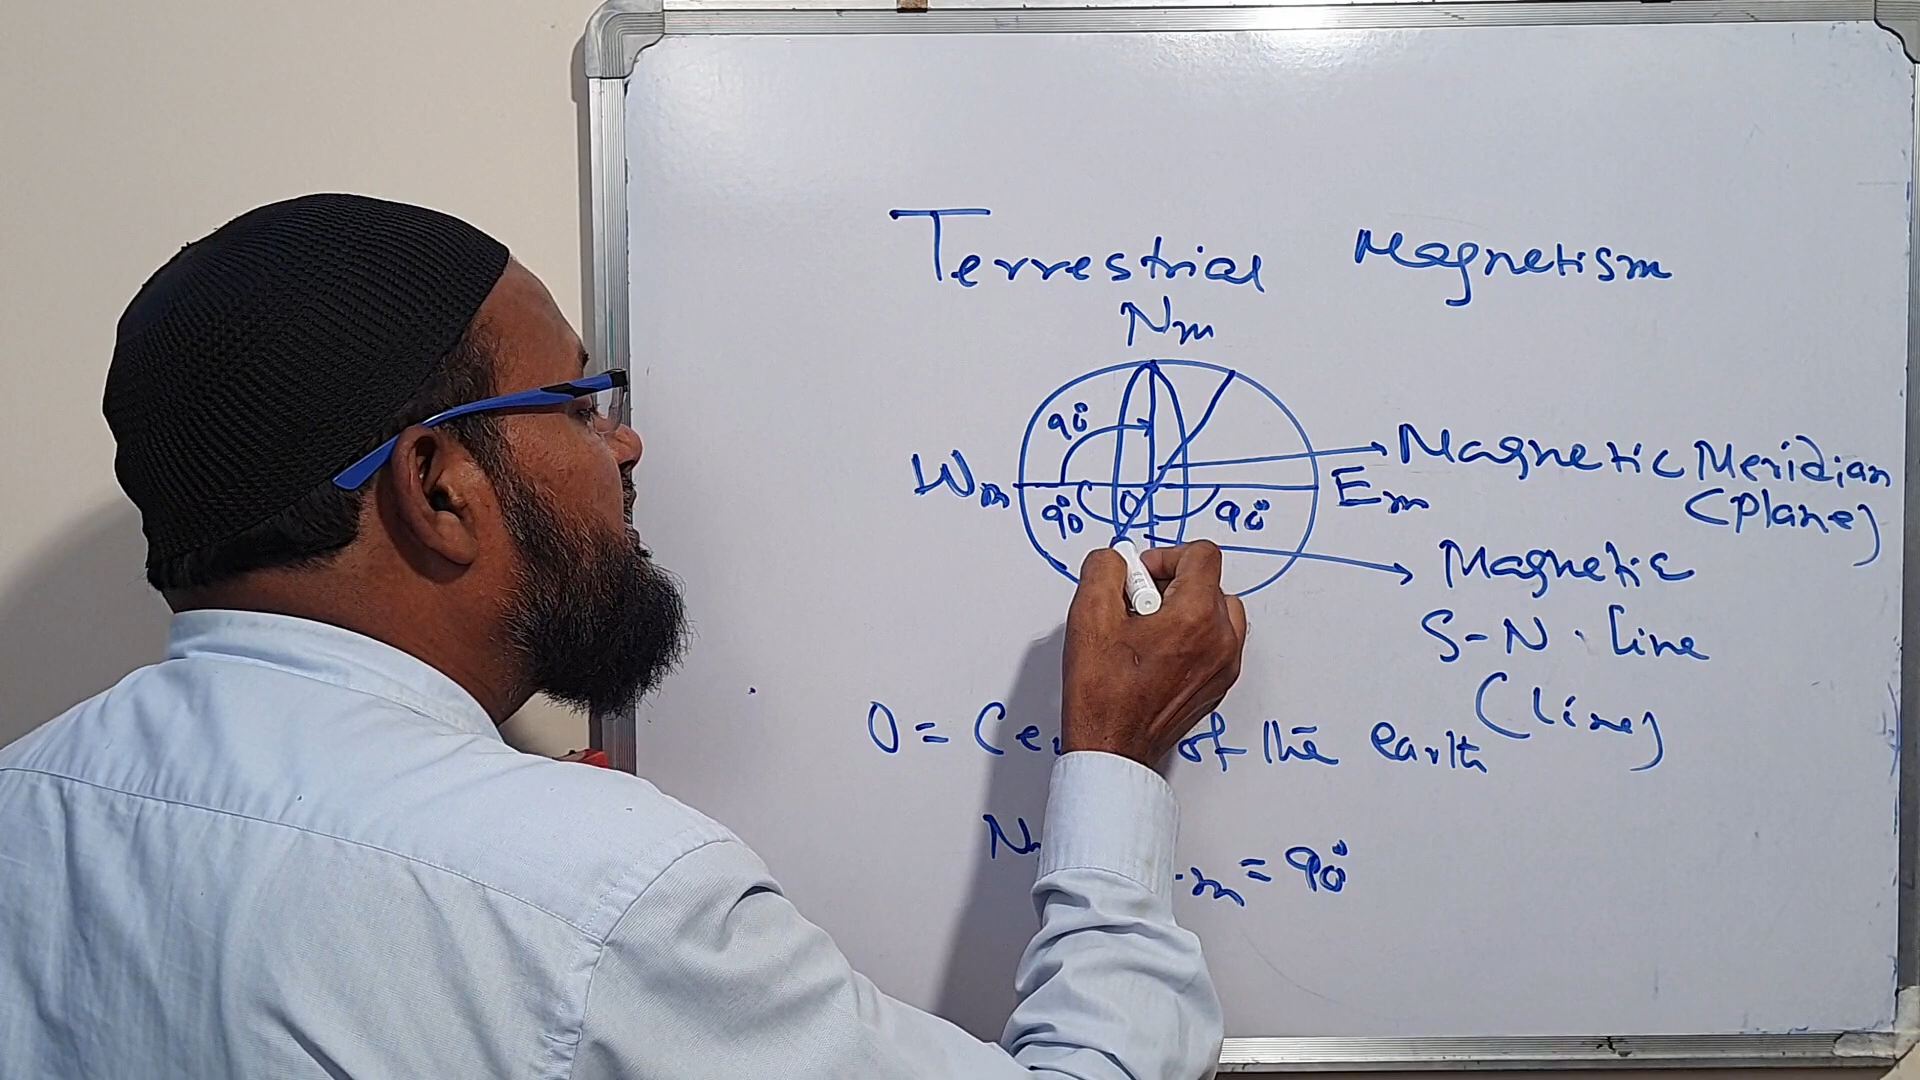 Terrestrial Magnetism
Nm
90°
Magnetic Meridian
(Plane)
Wm
Em
90° O 90°
Magnetic
S-N. line
(line)
O = Ce of the earth
N
.m = 90°